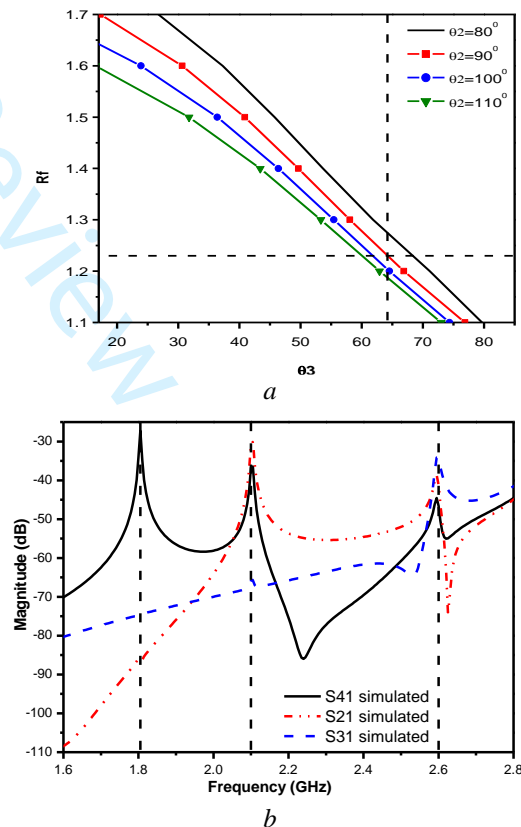 a
1.7
1.6
1.5
1.4
1.3
1.2
1.1
Rf
20
30
40
50
60
70
80
θ3
θ2=80°
θ2=90°
θ2=100°
θ2=110°
a
review
-30
-40
-50
-60
-70
-80
-90
-100
-110
Magnitude (dB)
S41 simulated
S21 simulated
S31 simulated
1.6
1.8
2.0
2.2
2.4
2.6
2.8
Frequency (GHz)
b